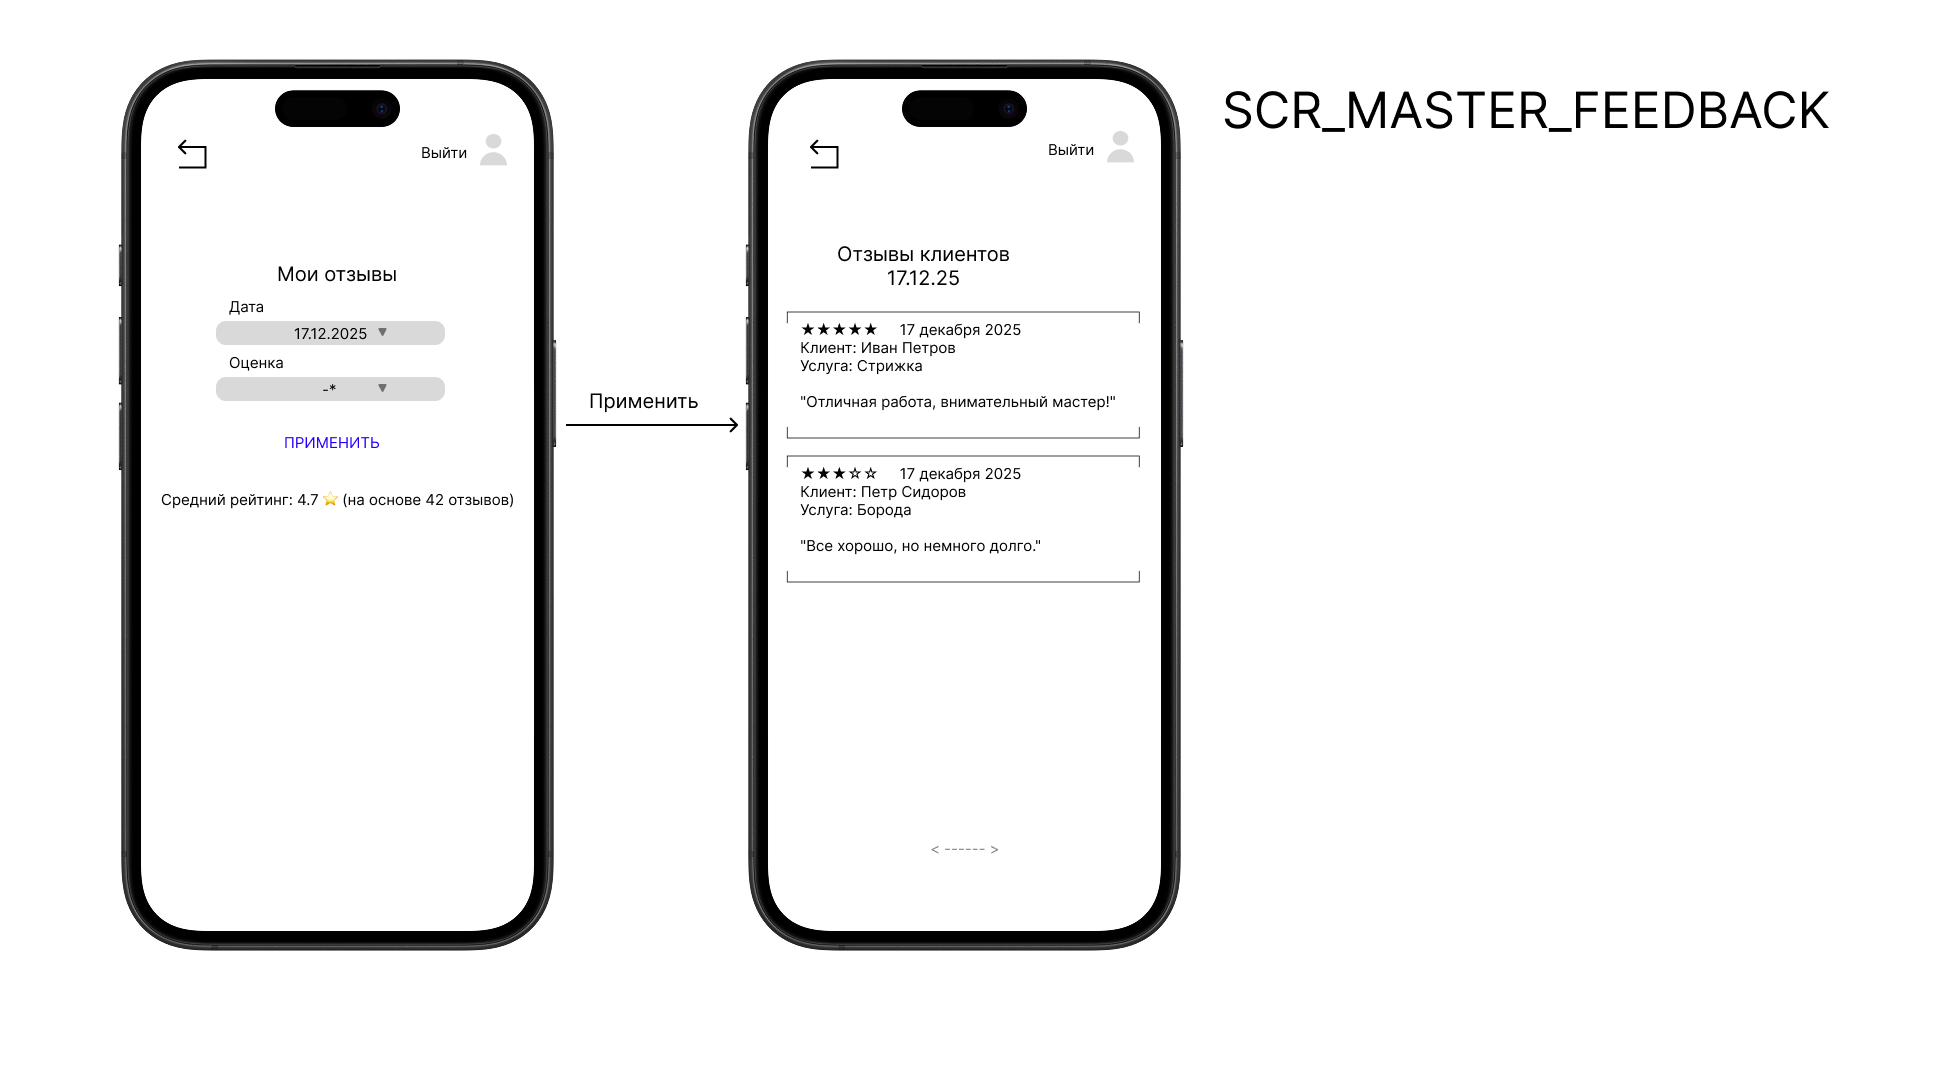 Выйти
Мои отзывы
Дата
17.12.2025 ▼
Оценка
-* ▼
ПРИМЕНИТЬ
Средний рейтинг: 4.7 ⭐ (на основе 42 отзывов)
Применить
Выйти
Отзывы клиентов
17.12.25
★★★★★ 17 декабря 2025
Клиент: Иван Петров
Услуга: Стрижка
"Отличная работа, внимательный мастер!"
★★★☆☆ 17 декабря 2025
Клиент: Петр Сидоров
Услуга: Борода
"Все хорошо, но немного долго."
< ------ >
SCR_MASTER_FEEDBACK